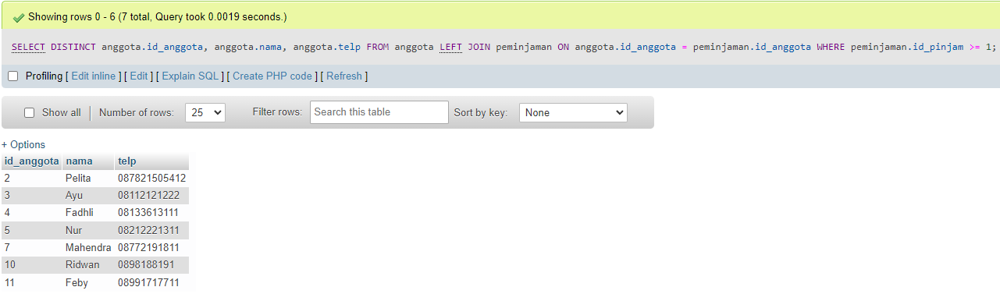 Showing rows 0 - 6 (7 total, Query took 0.0019 seconds.)
SELECT DISTINCT anggota.id_anggota, anggota.nama, anggota.telp FROM anggota LEFT JOIN peminjaman ON anggota.id_anggota = peminjaman.id_anggota WHERE peminjaman.id_pinjam >= 1;
Profiling [ Edit inline ] [ Edit ] [ Explain SQL ] [ Create PHP code ] [ Refresh ]
Show all Number of rows: 25 Filter rows: Search this table Sort by key: None
+ Options
id_anggota nama telp
2 Pelita 087821505412
3 Ayu 08112121222
4 Fadhli 08133613111
5 Nur 08212221311
7 Mahendra 08772191811
10 Ridwan 0898188191
11 Feby 08991717711